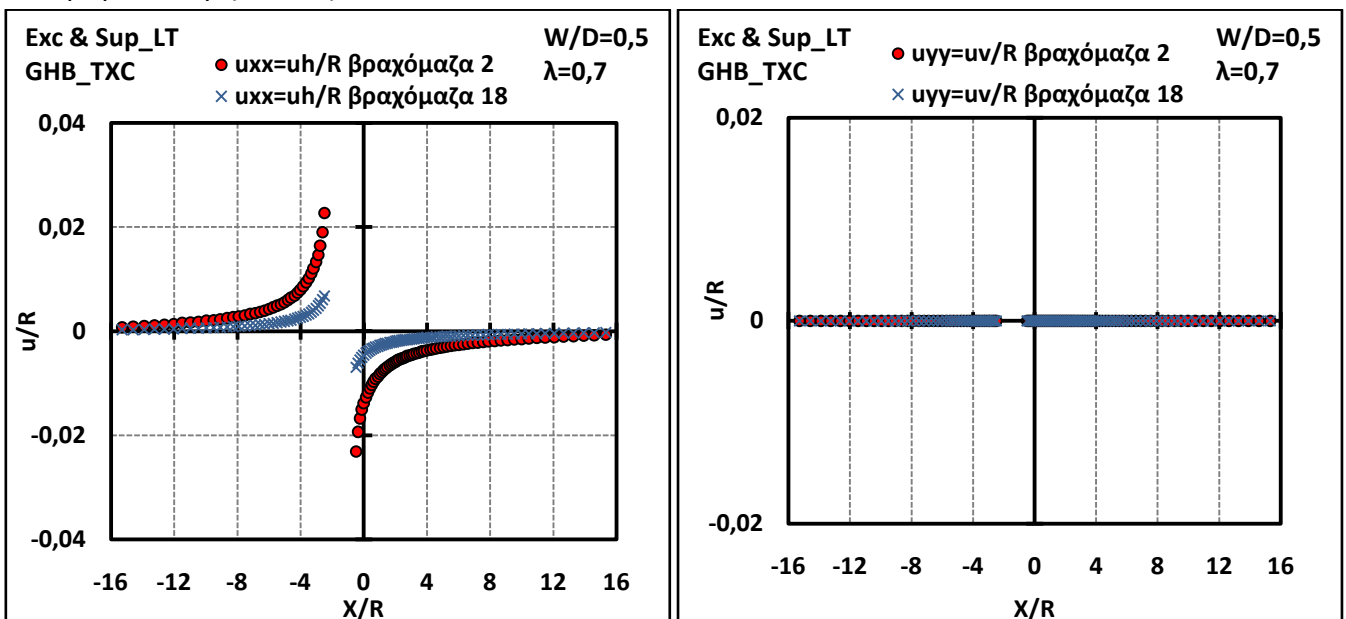 Exc & Sup_LT
GHB_TXC
W/D=0,5
λ=0,7
uxx=uh/R βραχόμαζα 2
uxx=uh/R βραχόμαζα 18
0,04
0,02
0
-0,02
-0,04
u/R
-16 -12 -8 -4 0 4 8 12 16
X/R
Exc & Sup_LT
GHB_TXC
W/D=0,5
λ=0,7
uyy=uv/R βραχόμαζα 2
uyy=uv/R βραχόμαζα 18
0,02
0
-0,02
u/R
-16 -12 -8 -4 0 4 8 12 16
X/R